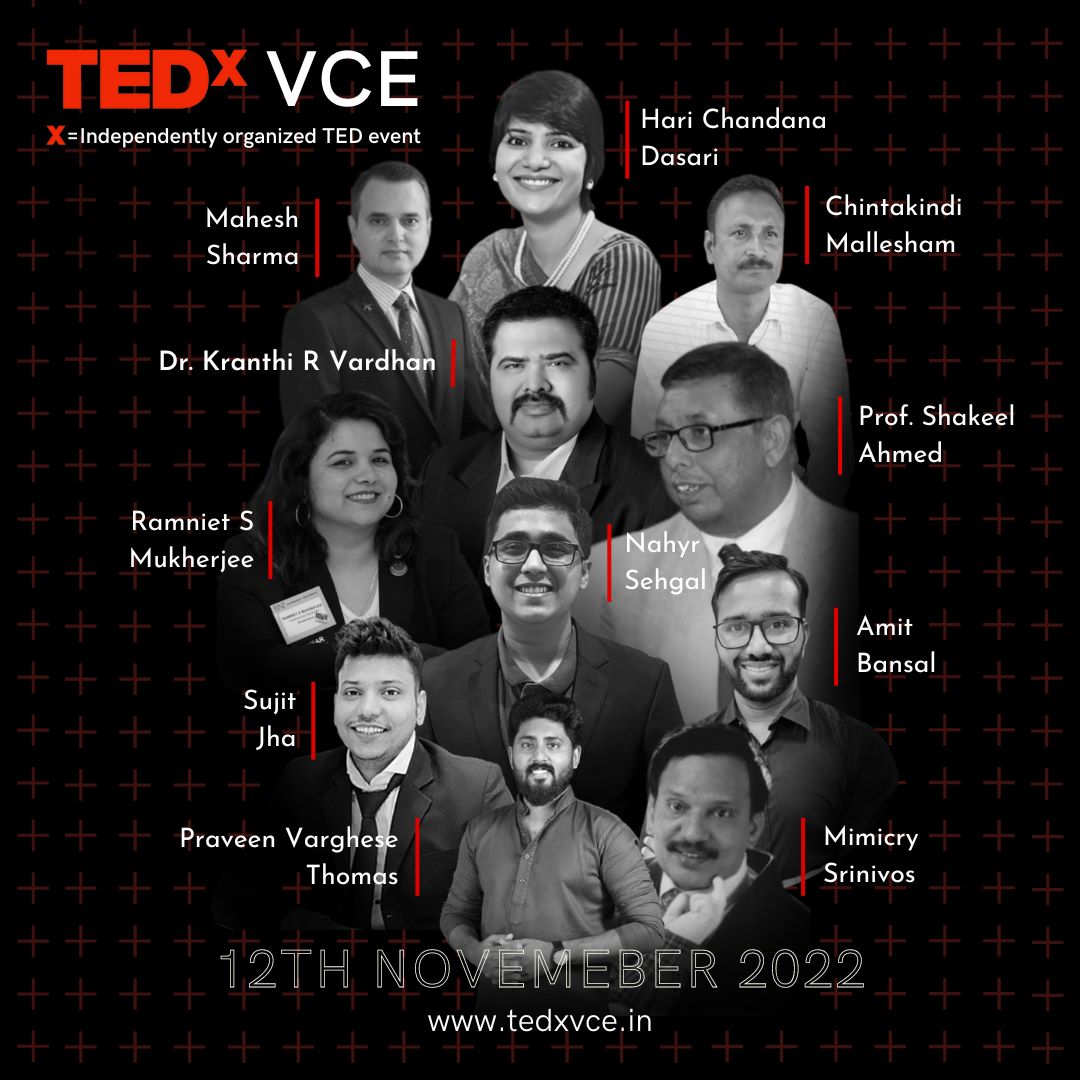 TEDx VCE
x=Independently organized TED event
Hari Chandana
Dasari
Mahesh
Sharma
Chintakindi
Mallesham
Dr. Kranthi R Vardhan
Prof. Shakeel
Ahmed
Ramniet S
Mukherjee
Nahyr
Sehgal
Amit
Bansal
Sujit
Jha
Praveen Varghese
Thomas
Mimicry
Srinivos
12TH NOVEMEBER 2022
www.tedxvce.in